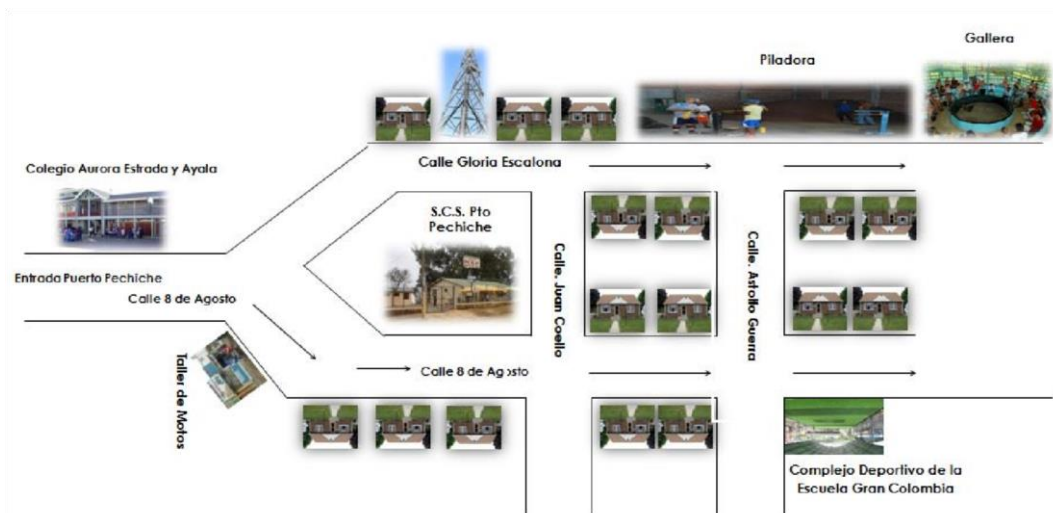 Gallera
Piladora
Calle Gloria Escalona
Colegio Aurora Estrada y Ayala
S.C.S. Pto
Pechiche
Entrada Puerto Pechiche
Calle 8 de Agosto
Calle. Juan Coello
Calle. Astolfo Guerra
Taller de Motos
Calle 8 de Agosto
Complejo Deportivo de la
Escuela Gran Colombia